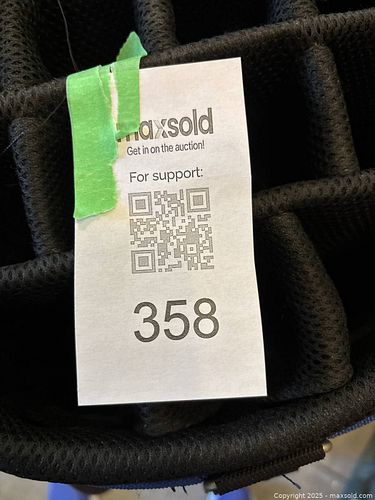 maxsold
Get in on the auction!
For support:
358
Copyright 2025 - maxsold.com